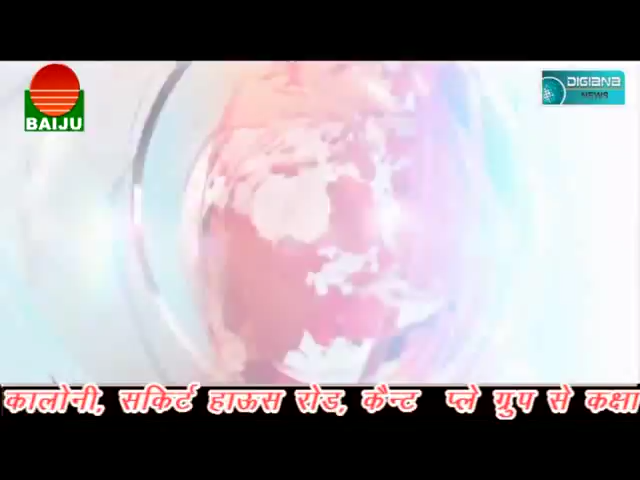 BAIJU
DIGIANA
NEWS
कालोनी, सकिर्ट हाऊस रोड, कैन्ट प्ले गुप से कक्षा